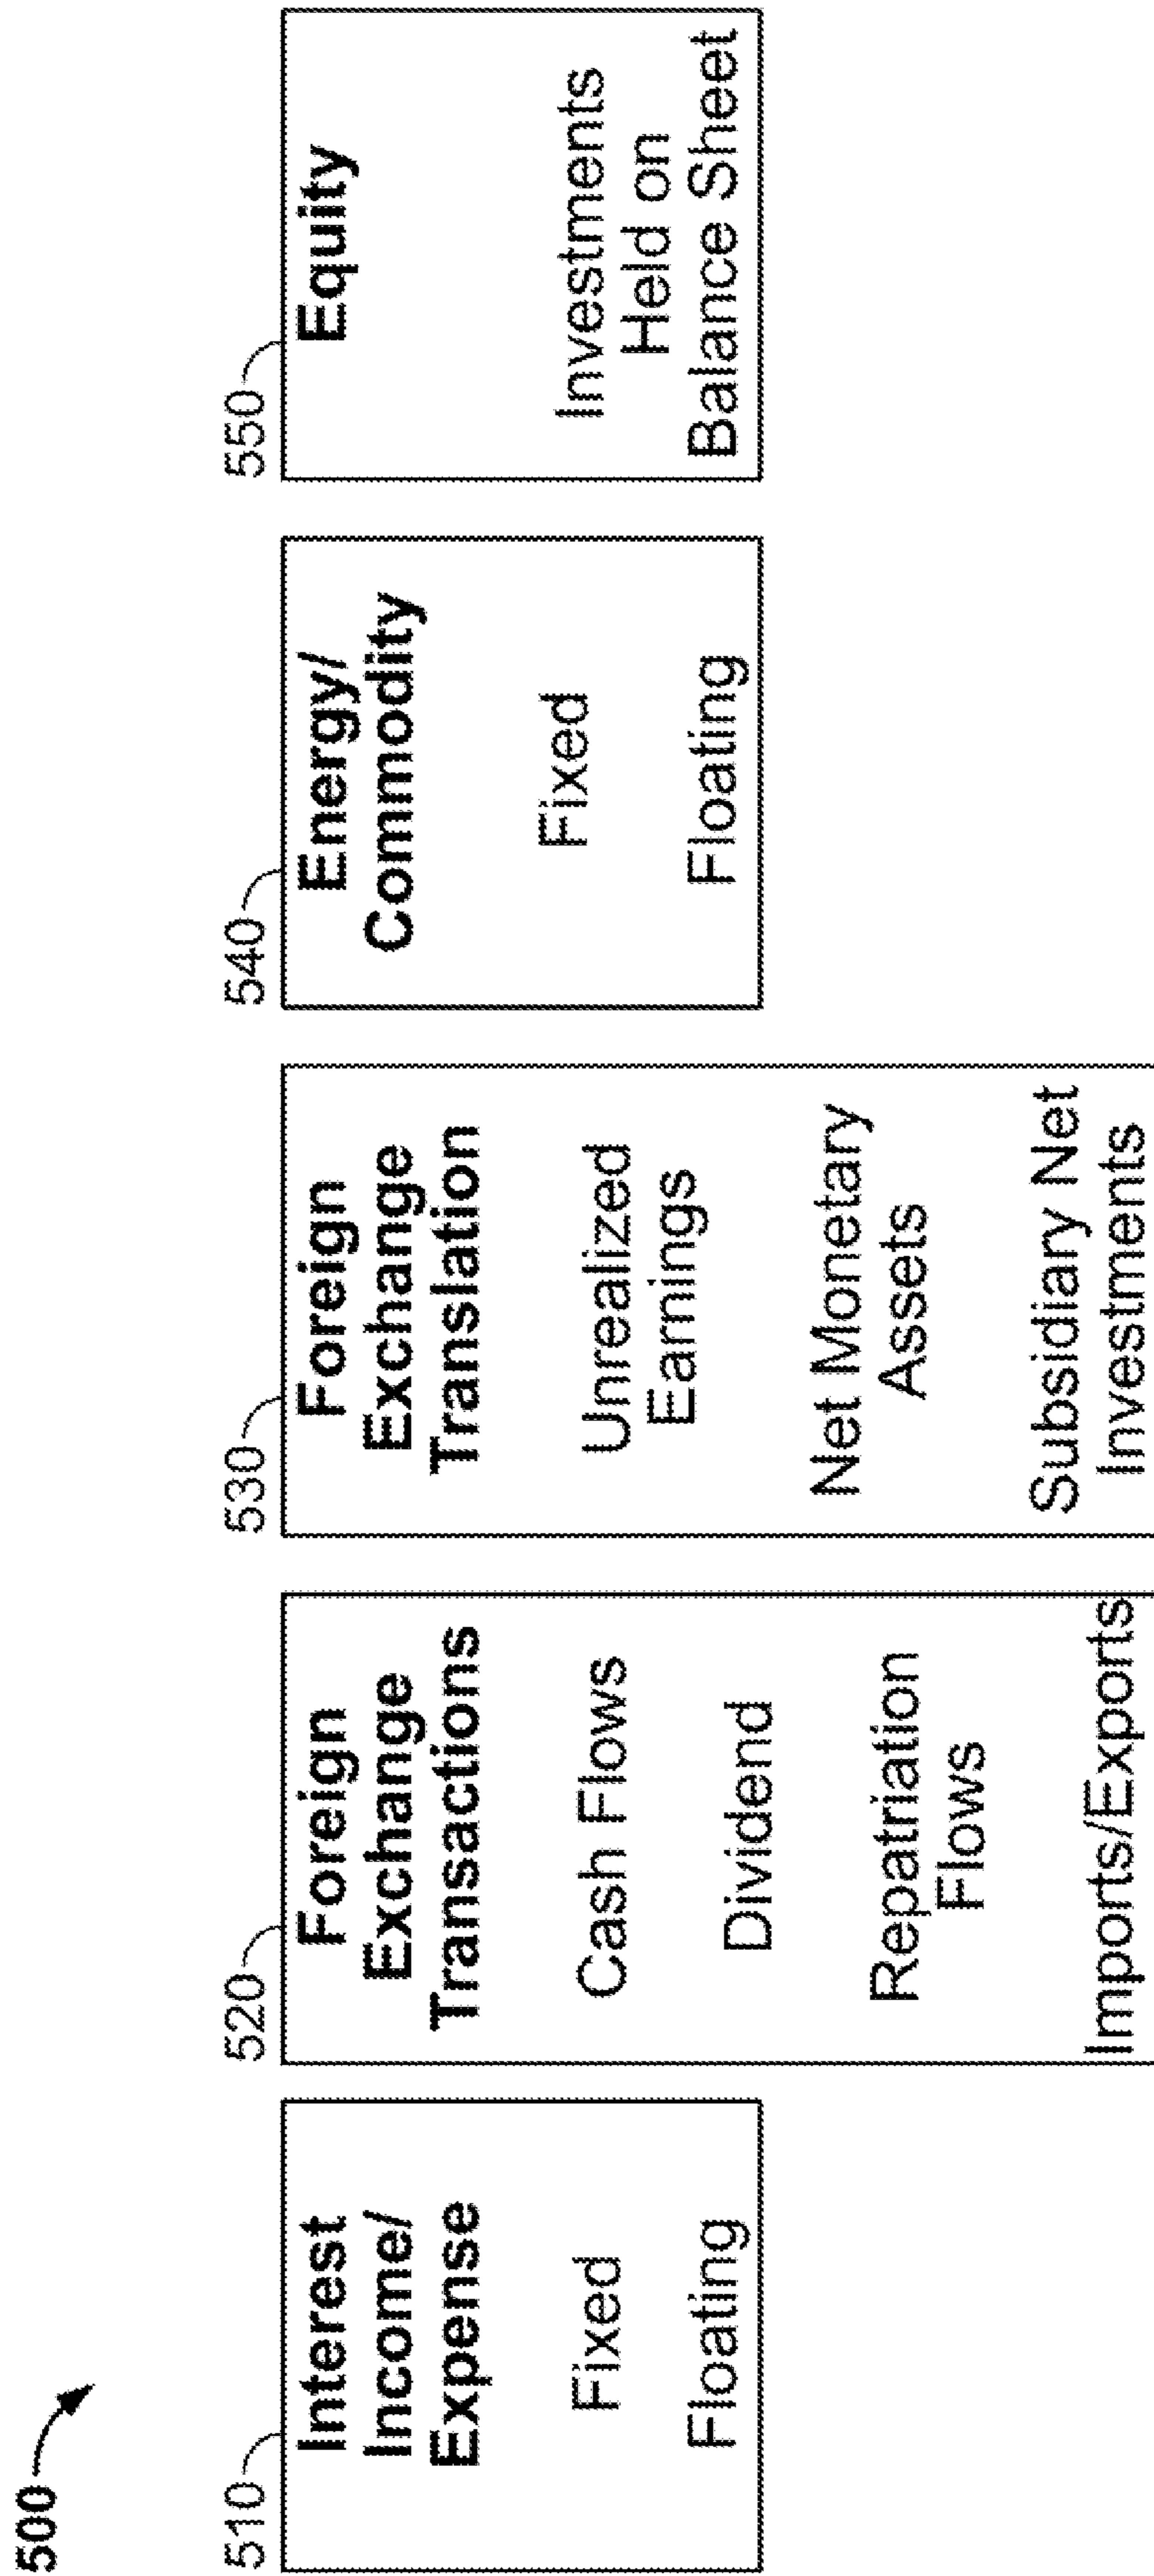 500
510
Interest
Income/
Expense
Fixed
Floating
520
Foreign
Exchange
Transactions
Cash Flows
Dividend
Repatriation
Flows
Imports/Exports
530
Foreign
Exchange
Translation
Unrealized
Earnings
Net Monetary
Assets
Subsidiary Net
Investments
540
Energy/
Commodity
Fixed
Floating
550
Equity
Investments
Held on
Balance Sheet